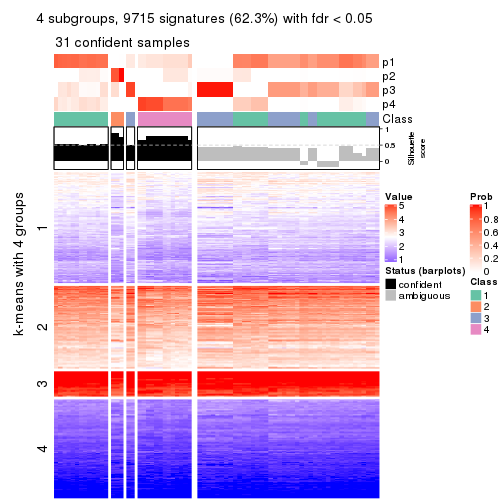 4 subgroups, 9715 signatures (62.3%) with fdr < 0.05
31 confident samples
p1
p2
p3
p4
Class
1
0.5
0
Silhouette
score
k-means with 4 groups
1
2
3
4
Value
5
4
3
2
1
Status (barplots)
confident
ambiguous
Prob
1
0.8
0.6
0.4
0.2
0
Class
1
2
3
4